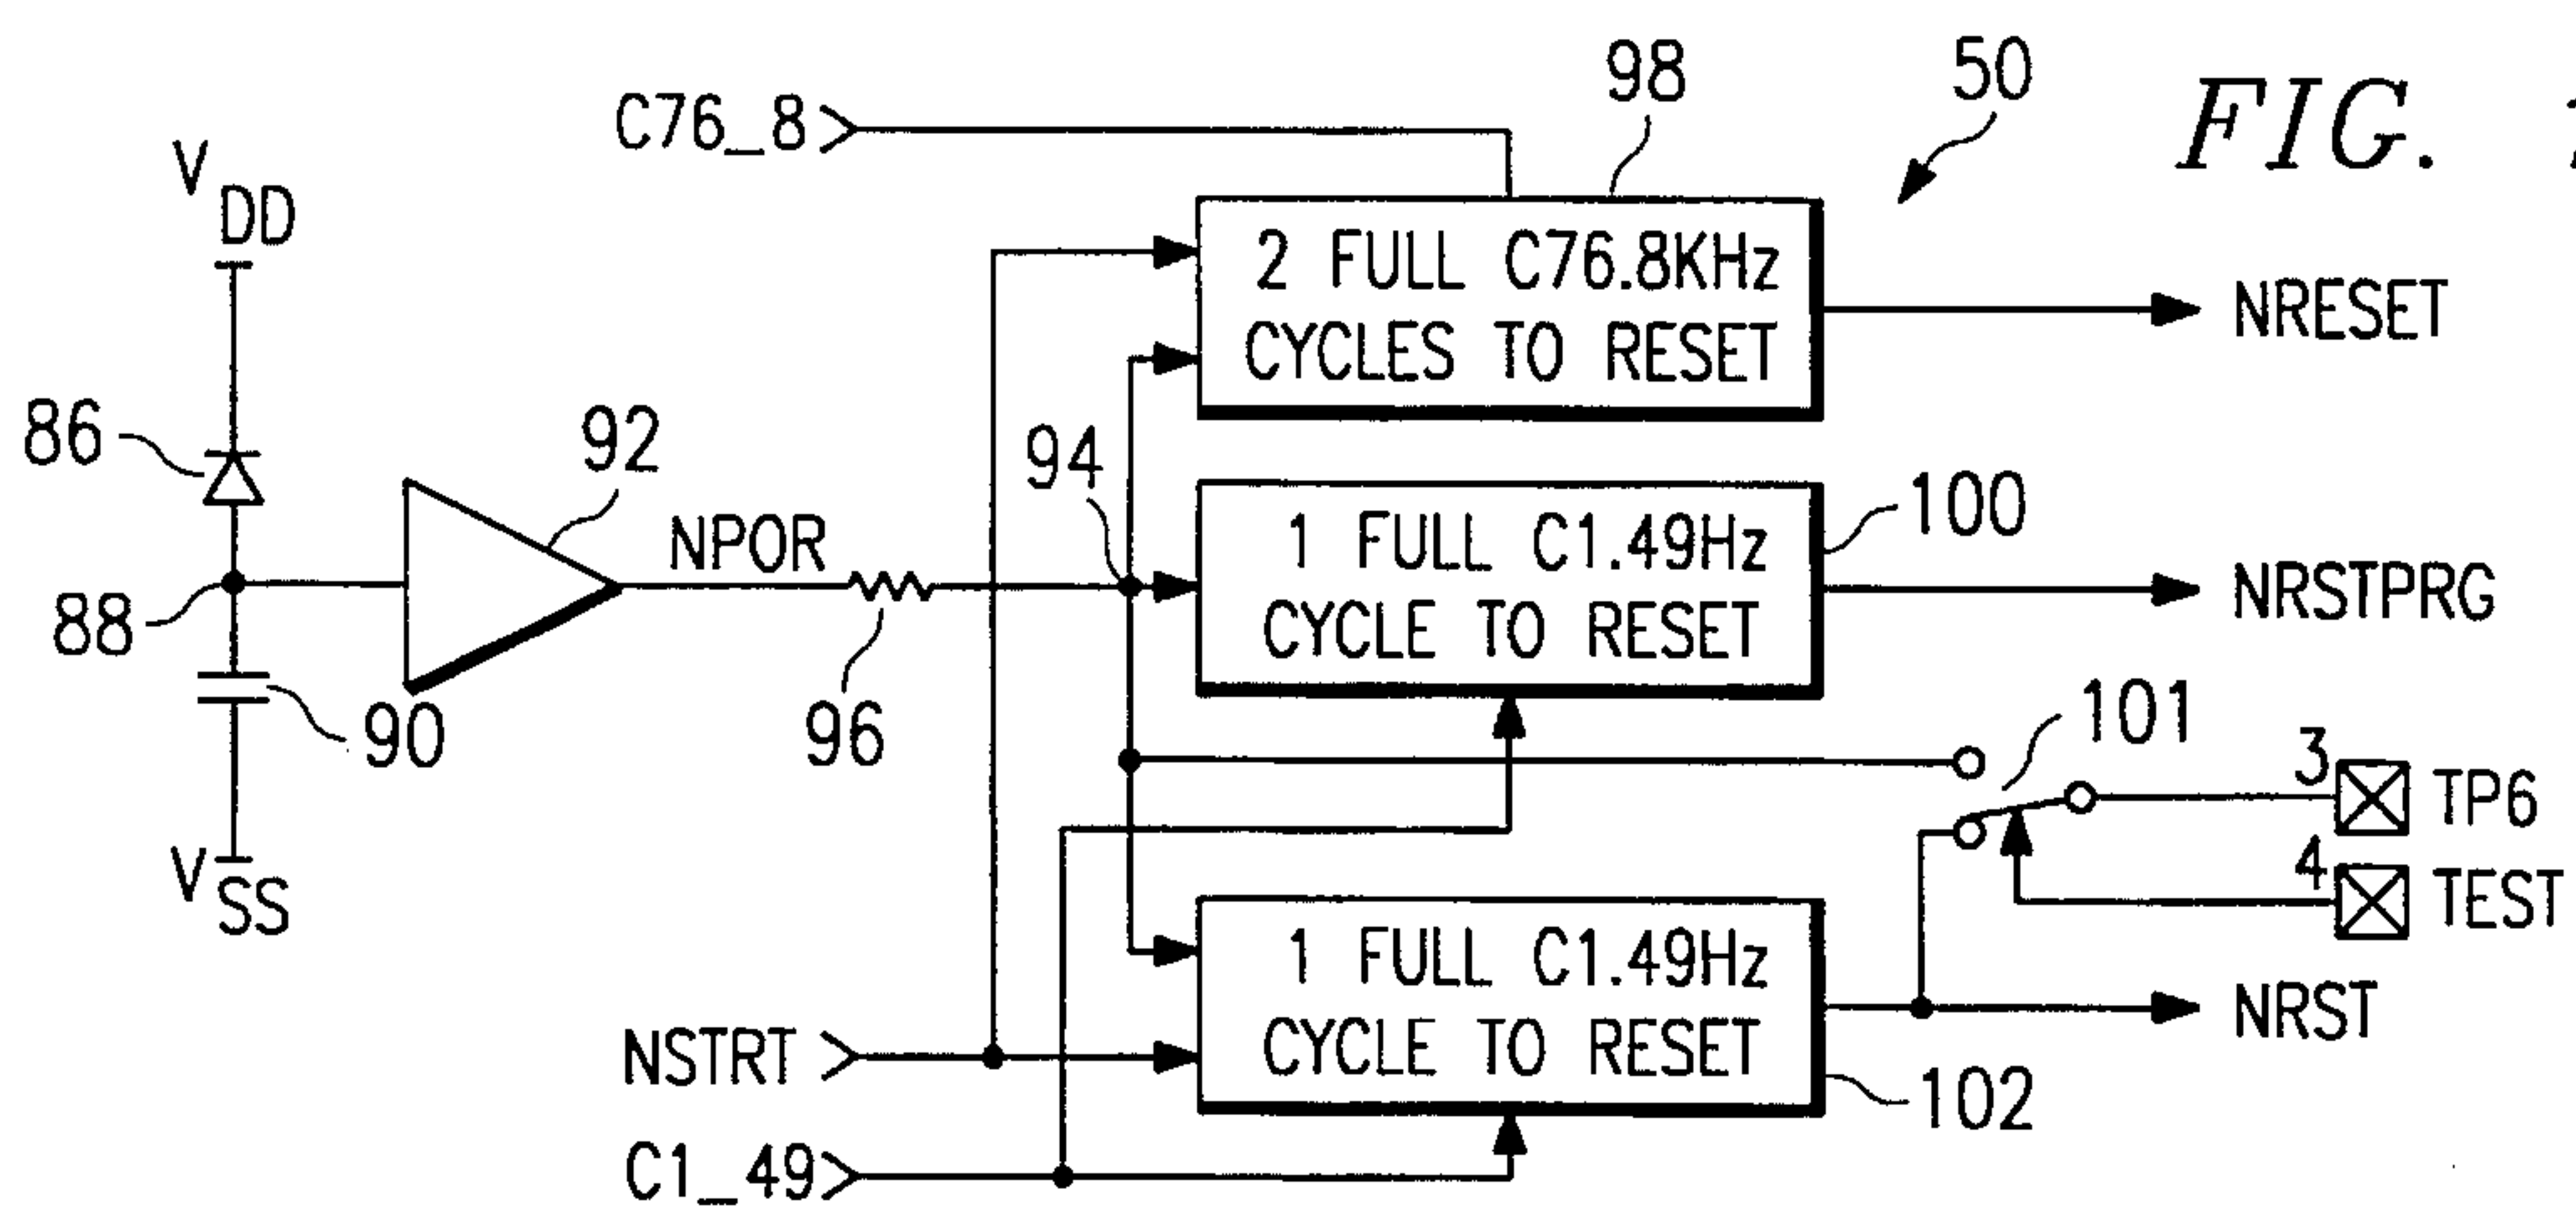 FIG.
50
98
C76_8
VDD
2 FULL C76.8KHz
CYCLES TO RESET
NRESET
86
92
94
NPOR
1 FULL C1.49Hz
CYCLE TO RESET
100
NRSTPRG
88
90
96
101
3
TP6
4
TEST
VSS
1 FULL C1.49Hz
CYCLE TO RESET
NRST
NSTRT
102
C1_49